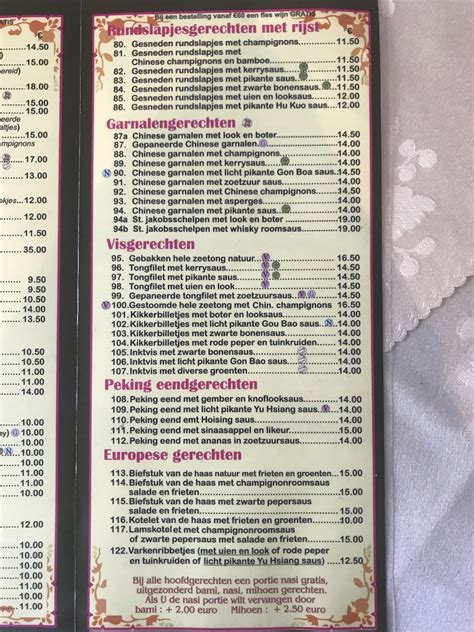 Bij een bestelling vanaf €60 een fles wijn GRATIS
Rundslapjesgerechten met rijst
€
80. Gesneden rundslapjes met champignons....11.50
81. Gesneden rundslapjes met
Chinese champignons en bamboe....11.50
82. Gesneden rundslapjes met kerrysaus....11.50
83. Gesneden rundslapjes met pikante saus....11.50
84. Gesneden rundslapjes met zwarte bonensaus....11.50
85. Gesneden rundslapjes met uien en looksaus....11.50
86. Gesneden rundslapjes met pikante Hu Kuo saus....12.00
Garnalengerechten
87a Chinese garnalen met look en boter....14.50
87. Gepaneerde Chinese garnalen....14.00
88. Chinese garnalen met champignons....14.00
89. Chinese garnalen met kerrysaus....14.00
N 90. Chinese garnalen met licht pikante Gon Boa saus....14.50
91. Chinese garnalen met zoetzuur saus....14.00
92. Chinese garnalen met Chinese champignons....14.50
93. Chinese garnalen met asperges....14.00
94. Chinese garnalen met pikante saus....14.00
94a St. jakobsschelpen met look en boter....19.00
94b St. jakobsschelpen met whisky roomsaus....19.00
Visgerechten
95. Gebakken hele zeetong natuur. V....16.50
96. Tongfilet met kerrysaus. V....14.00
97. Tongfilet met pikante saus. V....14.00
98. Tongfilet met uien en look....14.00
99. Gepaneerde tongfilet met zoetzuursaus. V G....14.00
V 100. Gestoomde hele zeetong met Chin. champignons 16.50
101. Kikkerbilletjes met boter en looksaus....14.00
102. Kikkerbilletjes met licht pikante Gou Bao saus N....14.00
103. Kikkerbilletjes met zwarte bonensaus....14.00
104. Kikkerbilletjes met rode peper en tuinkruiden....14.00
105. Inktvis met zwarte bonensaus....14.00
106. Inktvis met licht pikante Gon Bao saus....14.00
107. Inktvis met diverse groenten....14.00
Peking eendgerechten
108. Peking eend met gember en knoflooksaus....14.00
109. Peking eend met licht pikante Yu Hsiang saus. V....14.00
110. Peking eend emt Hoising saus....14.00
111. Peking eend met sinaasappel en likeur....15.00
112. Peking eend met ananas in zoetzuursaus....14.00
Europese gerechten
113. Biefstuk van de haas natuur met frieten en groenten....15.00
114. Biefstuk van de haas met champignonroomsaus
salade en frieten....15.00
115. Biefstuk van de haas met zwarte pepersaus
salade en frieten....15.00
116. Kotelet van de haas met frieten en groenten....10.00
117. Lamskotelet met champignonroomsaus
of zwarte pepersaus met salade en frieten....15.00
122. Varkenribbetjes (met uien en look of rode peper
en tuinkruiden of licht pikante Yu Hsiang saus)....12.50
Bij alle hoofdgerechten een portie nasi gratis,
uitgezonderd bami, nasi, mihoen gerechten.
Als U de nasi portie wilt vervangen door
bami : + 2.00 euro Mihoen : + 2.50 euro